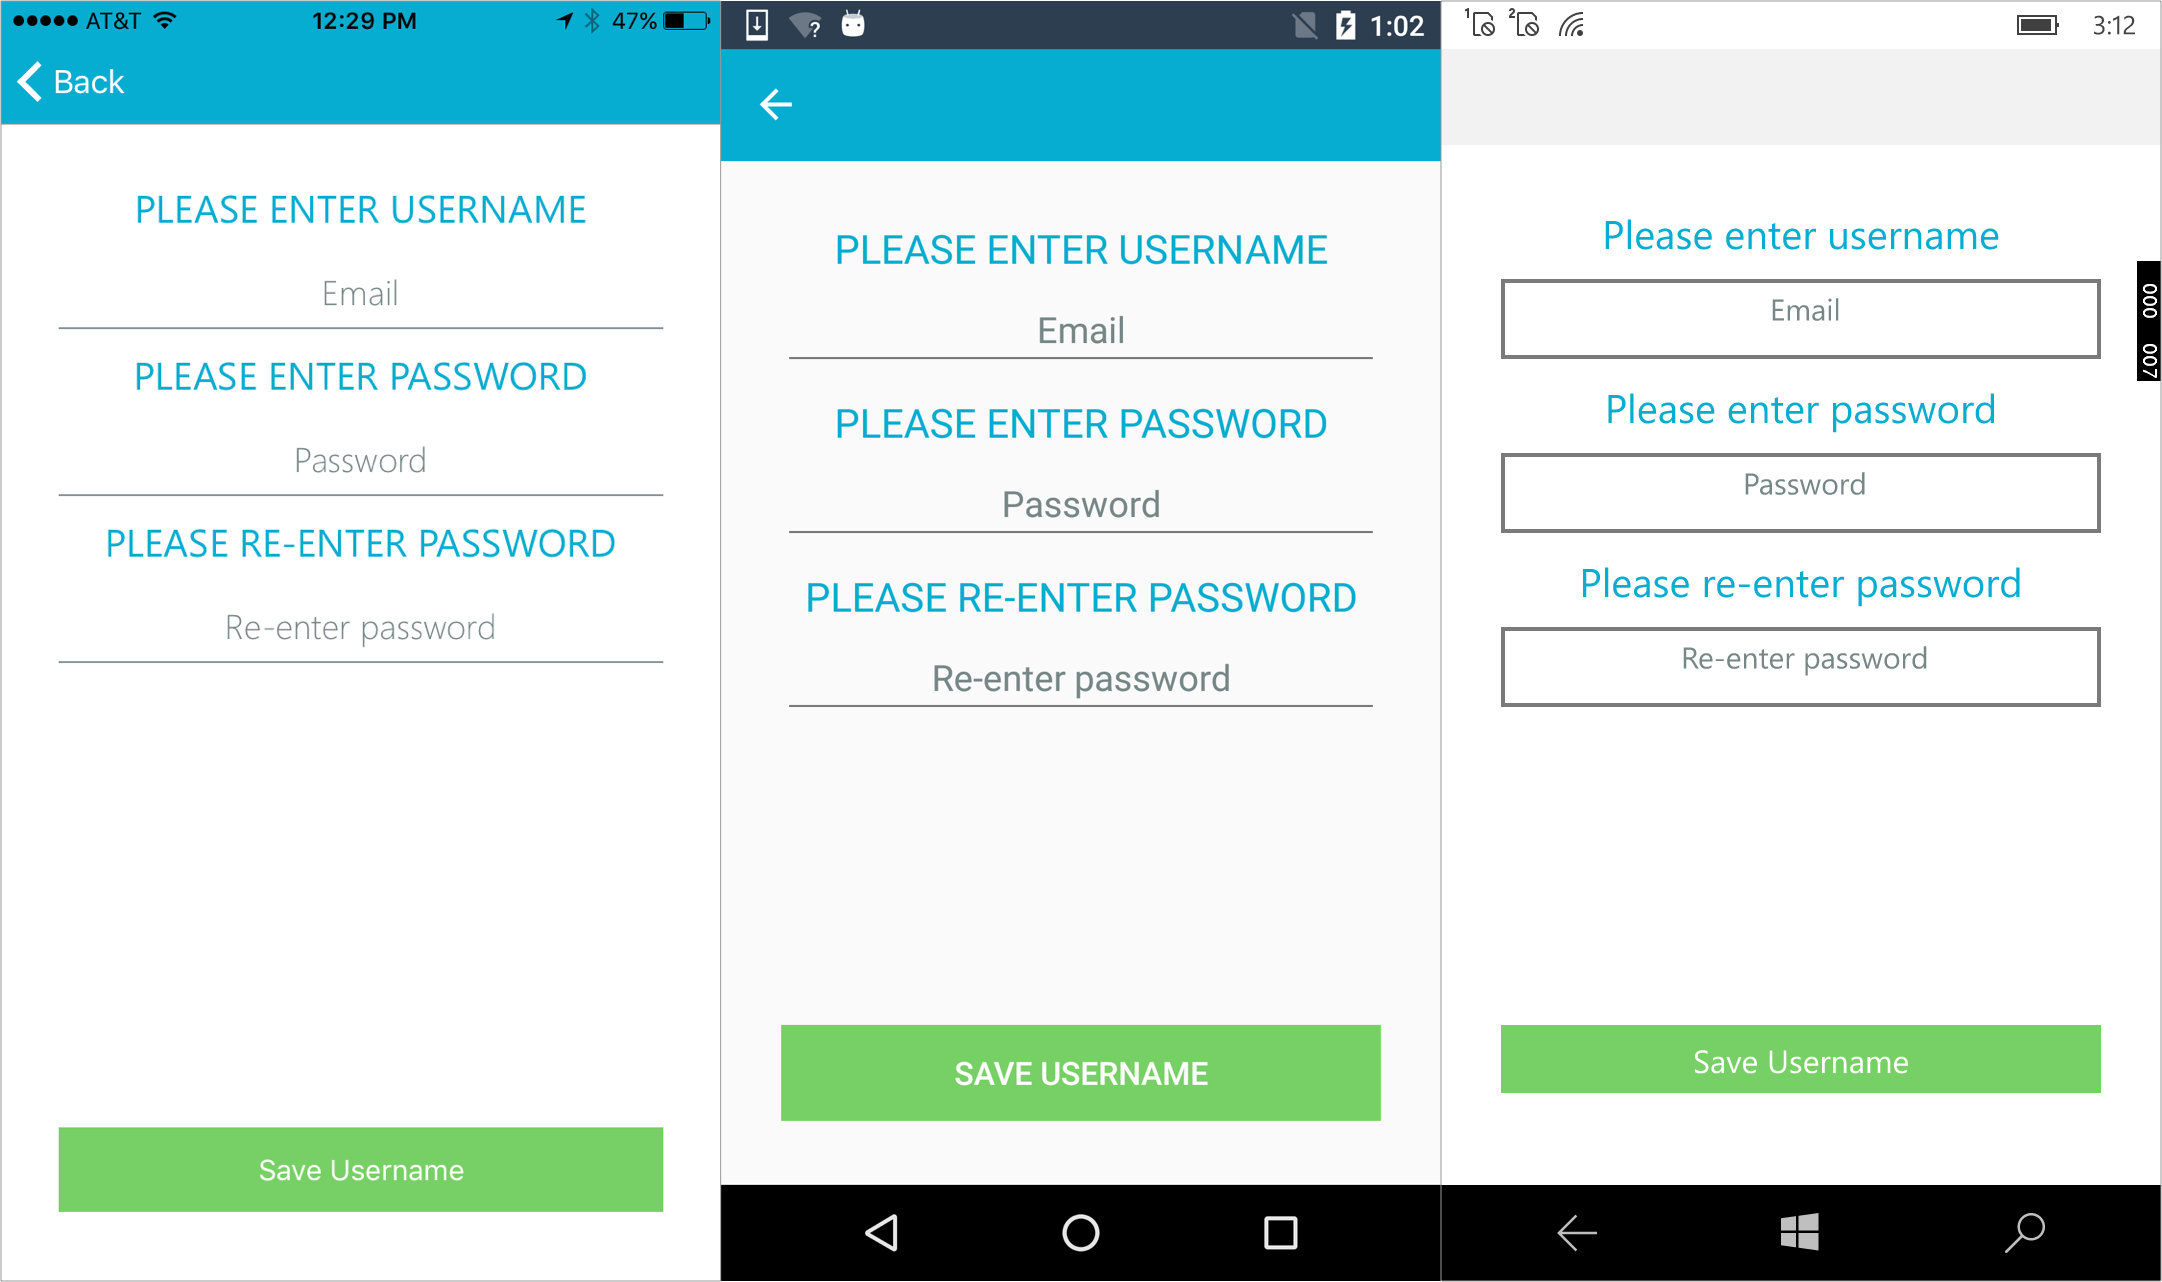 AT&T 12:29 PM 47%
Back
PLEASE ENTER USERNAME
Email
PLEASE ENTER PASSWORD
Password
PLEASE RE-ENTER PASSWORD
Re-enter password
Save Username
? 1:02
PLEASE ENTER USERNAME
Email
PLEASE ENTER PASSWORD
Password
PLEASE RE-ENTER PASSWORD
Re-enter password
SAVE USERNAME
1 2 3:12
Please enter username
Email
Please enter password
Password
Please re-enter password
Re-enter password
Save Username
000 007